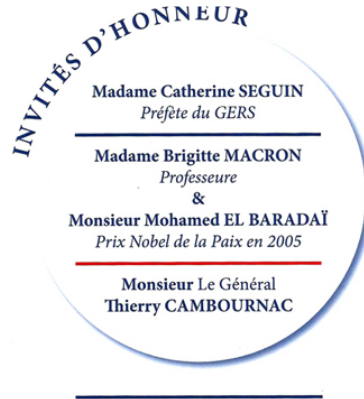 INVITÉS D'HONNEUR
Madame Catherine SEGUIN
Préfète du GERS
Madame Brigitte MACRON
Professeure
&
Monsieur Mohamed EL BARADAÏ
Prix Nobel de la Paix en 2005
Monsieur Le Général
Thierry CAMBOURNAC